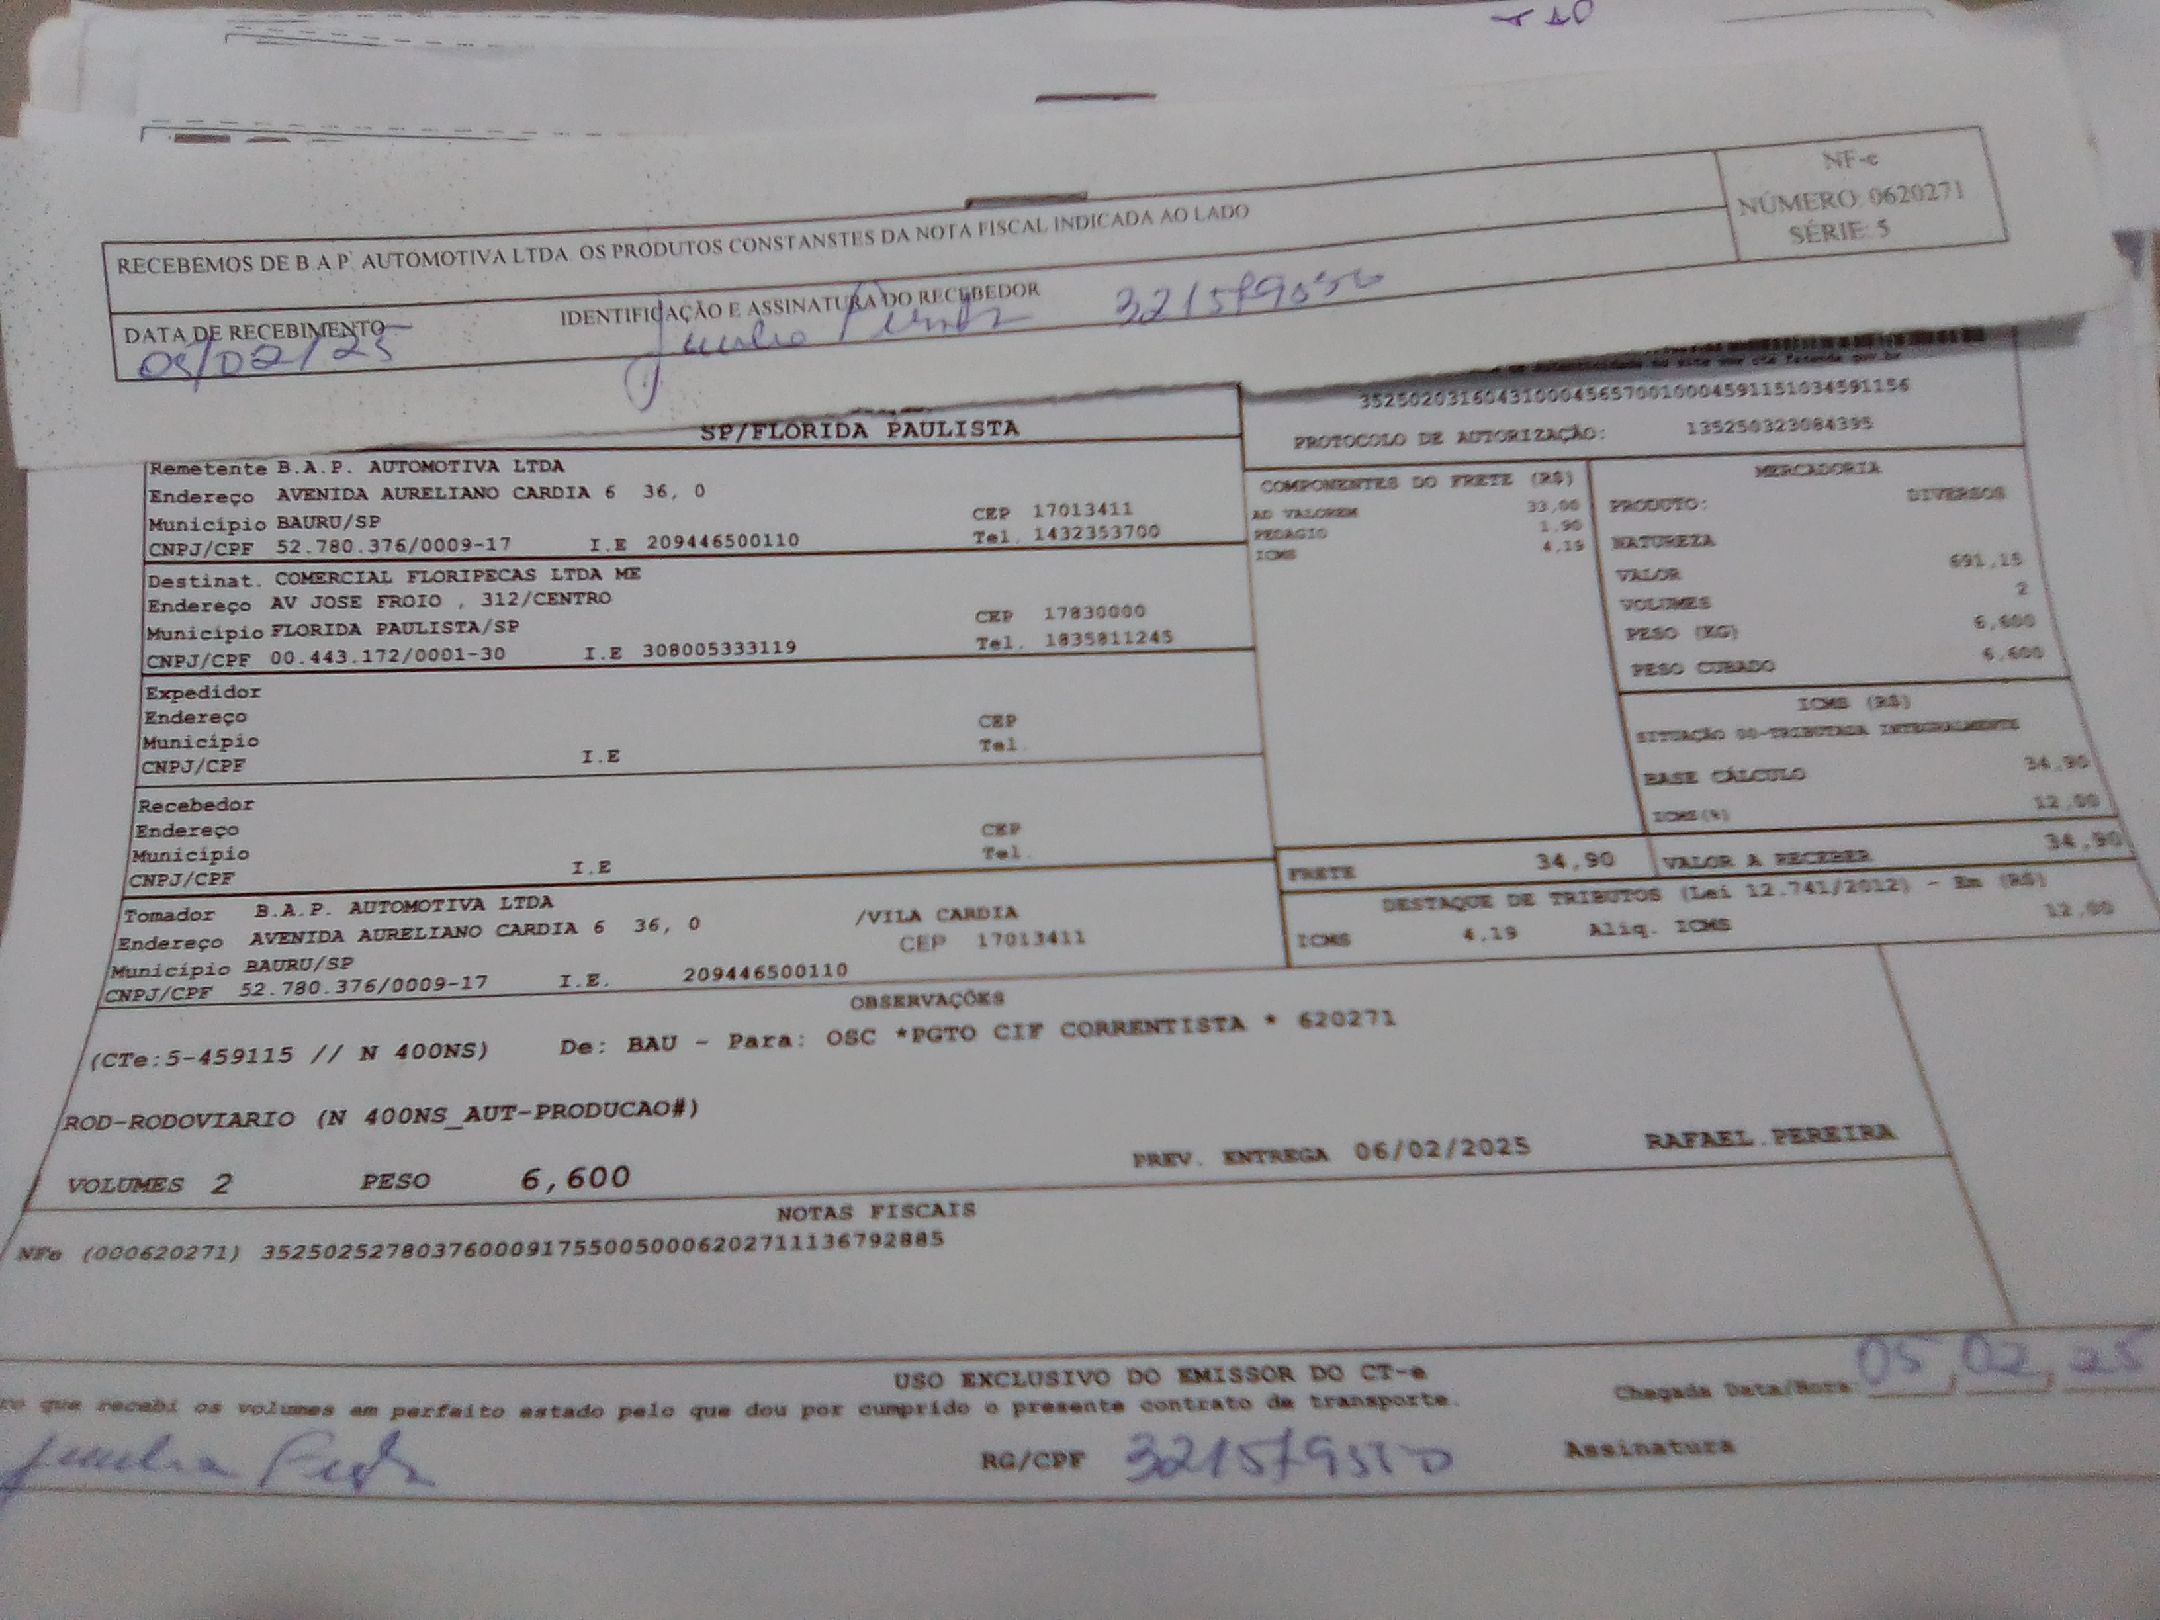 RECEBEMOS DE B A P. AUTOMOTIVA LTDA OS PRODUTOS CONSTANSTES DA NOTA FISCAL INDICADA AO LADO
NF-e
NÚMERO: 0620271
SÉRIE: 5
DATA DE RECEBIMENTO
IDENTIFICAÇÃO E ASSINATURA DO RECEBEDOR
05/02/25
35250203160431000456570010004591151034591156
SP/FLORIDA PAULISTA
PROTOCOLO DE AUTORIZAÇÃO: 135250323084395
Remetente B.A.P. AUTOMOTIVA LTDA
Endereço AVENIDA AURELIANO CARDIA 6 36, 0
Município BAURU/SP CEP 17013411
CNPJ/CPF 52.780.376/0009-17 I.E 209446500110 Tel. 1432353700
Destinat. COMERCIAL FLORIPECAS LTDA ME
Endereço AV JOSE FROIO , 312/CENTRO
Município FLORIDA PAULISTA/SP CEP 17830000
CNPJ/CPF 00.443.172/0001-30 I.E 308005333119 Tel. 1835811245
Expedidor
Endereço
Município CEP
CNPJ/CPF I.E Tel.
Recebedor
Endereço
Município CEP
CNPJ/CPF I.E Tel.
Tomador B.A.P. AUTOMOTIVA LTDA
Endereço AVENIDA AURELIANO CARDIA 6 36, 0 /VILA CARDIA
Município BAURU/SP CEP 17013411
CNPJ/CPF 52.780.376/0009-17 I.E. 209446500110
COMPONENTES DO FRETE (R$)
AD VALOREM 33,00
PEDAGIO 1,90
ICMS 4,19
MERCADORIA
PRODUTO: DIVERSOS
NATUREZA
VALOR 691,15
VOLUMES 2
PESO (KG) 6,600
PESO CUBADO 6,600
ICMS (R$)
SITUAÇÃO 00-TRIBUTADA INTEGRALMENTE
BASE CÁLCULO 34,90
ICMS(%) 12,00
FRETE 34,90 VALOR A RECEBER 34,90
DESTAQUE DE TRIBUTOS (Lei 12.741/2012) - Em (R$)
ICMS 4,19 Aliq. ICMS 12,00
OBSERVAÇÕES
(CTe:5-459115 // N 400NS) De: BAU - Para: OSC *PGTO CIF CORRENTISTA * 620271
ROD-RODOVIARIO (N 400NS_AUT-PRODUCAO#)
VOLUMES 2 PESO 6,600 PREV. ENTREGA 06/02/2025 RAFAEL.PEREIRA
NOTAS FISCAIS
NFe (000620271) 35250252780376000917550050006202711136792885
USO EXCLUSIVO DO EMISSOR DO CT-e
que recebi os volumes em perfeito estado pelo que dou por cumprido o presente contrato de transporte.
Chegada Data/Hora 05, 02, 25
RG/CPF
Assinatura